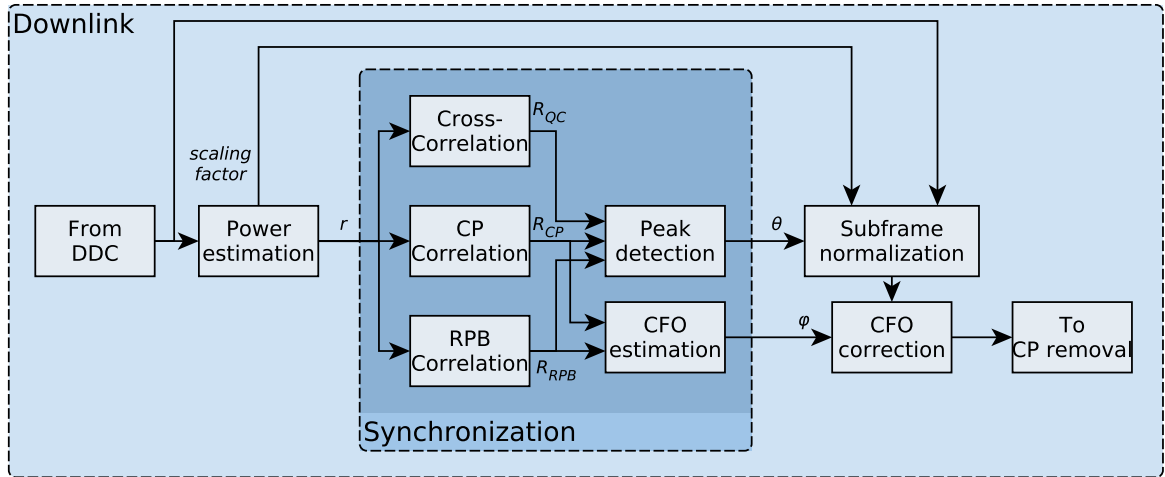 Downlink
scaling
factor
From
DDC
Power
estimation
r
Cross-
Correlation
R_QC
CP
Correlation
R_CP
RPB
Correlation
R_RPB
Peak
detection
CFO
estimation
Synchronization
θ
φ
Subframe
normalization
CFO
correction
To
CP removal